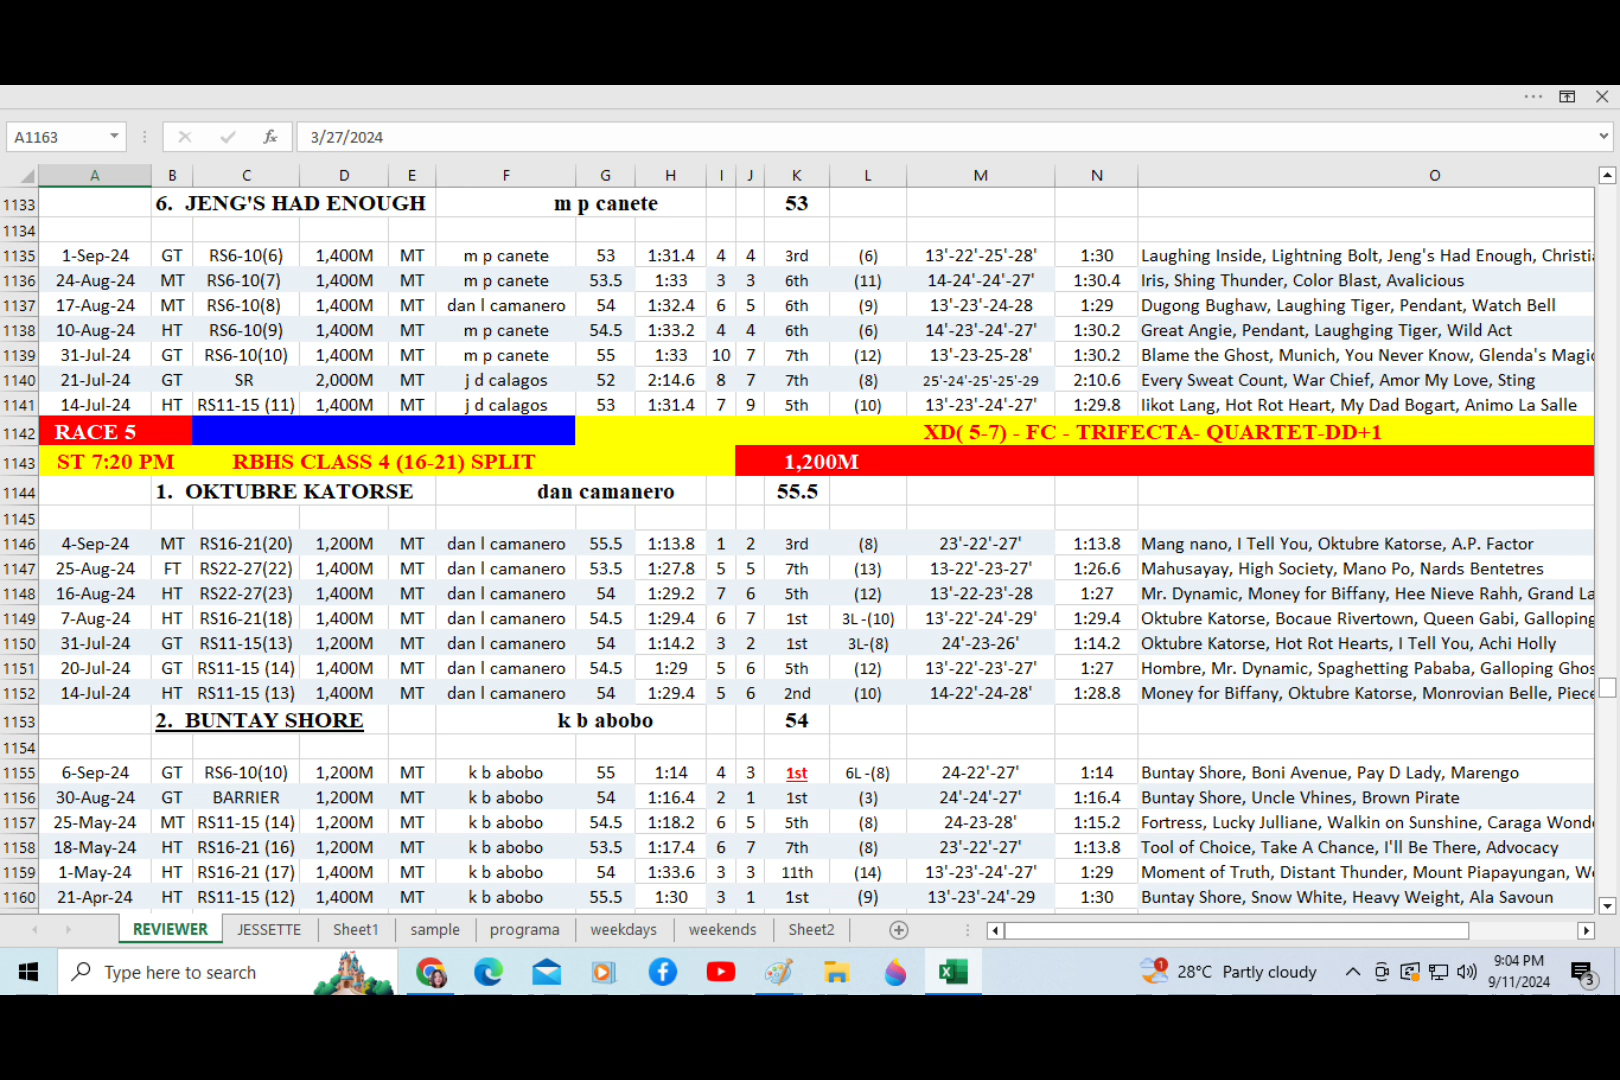 A1163 fx 3/27/2024
A B C D E F G H I J K L M N O
1133 6. JENG'S HAD ENOUGH m p canete 53
1134
1135 1-Sep-24 GT RS6-10(6) 1,400M MT m p canete 53 1:31.4 4 4 3rd (6) 13'-22'-25'-28' 1:30 Laughing Inside, Lightning Bolt, Jeng's Had Enough, Christi
1136 24-Aug-24 MT RS6-10(7) 1,400M MT m p canete 53.5 1:33 3 3 6th (11) 14-24'-24'-27' 1:30.4 Iris, Shing Thunder, Color Blast, Avalicious
1137 17-Aug-24 MT RS6-10(8) 1,400M MT dan l camanero 54 1:32.4 6 5 6th (9) 13'-23'-24-28 1:29 Dugong Bughaw, Laughing Tiger, Pendant, Watch Bell
1138 10-Aug-24 HT RS6-10(9) 1,400M MT m p canete 54.5 1:33.2 4 4 6th (6) 14'-23'-24'-27' 1:30.2 Great Angie, Pendant, Laughging Tiger, Wild Act
1139 31-Jul-24 GT RS6-10(10) 1,400M MT m p canete 55 1:33 10 7 7th (12) 13'-23-25-28' 1:30.2 Blame the Ghost, Munich, You Never Know, Glenda's Magic
1140 21-Jul-24 GT SR 2,000M MT j d calagos 52 2:14.6 8 7 7th (8) 25'-24'-25'-25'-29 2:10.6 Every Sweat Count, War Chief, Amor My Love, Sting
1141 14-Jul-24 HT RS11-15 (11) 1,400M MT j d calagos 53 1:31.4 7 9 5th (10) 13'-23'-24'-27' 1:29.8 Iikot Lang, Hot Rot Heart, My Dad Bogart, Animo La Salle
1142 RACE 5 XD( 5-7) - FC - TRIFECTA- QUARTET-DD+1
1143 ST 7:20 PM RBHS CLASS 4 (16-21) SPLIT 1,200M
1144 1. OKTUBRE KATORSE dan camanero 55.5
1145
1146 4-Sep-24 MT RS16-21(20) 1,200M MT dan l camanero 55.5 1:13.8 1 2 3rd (8) 23'-22'-27' 1:13.8 Mang nano, I Tell You, Oktubre Katorse, A.P. Factor
1147 25-Aug-24 FT RS22-27(22) 1,400M MT dan l camanero 53.5 1:27.8 5 5 7th (13) 13-22'-23-27' 1:26.6 Mahusayay, High Society, Mano Po, Nards Bentetres
1148 16-Aug-24 HT RS22-27(23) 1,400M MT dan l camanero 54 1:29.2 7 6 5th (12) 13'-22-23'-28 1:27 Mr. Dynamic, Money for Biffany, Hee Nieve Rahh, Grand La
1149 7-Aug-24 HT RS16-21(18) 1,400M MT dan l camanero 54.5 1:29.4 6 7 1st 3L -(10) 13'-22'-24'-29' 1:29.4 Oktubre Katorse, Bocaue Rivertown, Queen Gabi, Galloping
1150 31-Jul-24 GT RS11-15(13) 1,200M MT dan l camanero 54 1:14.2 3 2 1st 3L-(8) 24'-23-26' 1:14.2 Oktubre Katorse, Hot Rot Hearts, I Tell You, Achi Holly
1151 20-Jul-24 GT RS11-15 (14) 1,400M MT dan l camanero 54.5 1:29 5 6 5th (12) 13'-22'-23'-27' 1:27 Hombre, Mr. Dynamic, Spaghetting Pababa, Galloping Ghos
1152 14-Jul-24 HT RS11-15 (13) 1,400M MT dan l camanero 54 1:29.4 5 6 2nd (10) 14-22'-24-28' 1:28.8 Money for Biffany, Oktubre Katorse, Monrovian Belle, Piece
1153 2. BUNTAY SHORE k b abobo 54
1154
1155 6-Sep-24 GT RS6-10(10) 1,200M MT k b abobo 55 1:14 4 3 1st 6L -(8) 24-22'-27' 1:14 Buntay Shore, Boni Avenue, Pay D Lady, Marengo
1156 30-Aug-24 GT BARRIER 1,200M MT k b abobo 54 1:16.4 2 1 1st (3) 24'-24'-27' 1:16.4 Buntay Shore, Uncle Vhines, Brown Pirate
1157 25-May-24 MT RS11-15 (14) 1,200M MT k b abobo 54.5 1:18.2 6 5 5th (8) 24-23-28' 1:15.2 Fortress, Lucky Julliane, Walkin on Sunshine, Caraga Wond
1158 18-May-24 HT RS16-21 (16) 1,200M MT k b abobo 53.5 1:17.4 6 7 7th (8) 23'-22'-27' 1:13.8 Tool of Choice, Take A Chance, I'll Be There, Advocacy
1159 1-May-24 HT RS16-21 (17) 1,400M MT k b abobo 54 1:33.6 3 3 11th (14) 13'-23'-24'-27' 1:29 Moment of Truth, Distant Thunder, Mount Piapayungan, W
1160 21-Apr-24 HT RS11-15 (12) 1,400M MT k b abobo 55.5 1:30 3 1 1st (9) 13'-23'-24'-29 1:30 Buntay Shore, Snow White, Heavy Weight, Ala Savoun
REVIEWER JESSETTE Sheet1 sample programa weekdays weekends Sheet2
Type here to search 1 28°C Partly cloudy 9:04 PM
9/11/2024 3